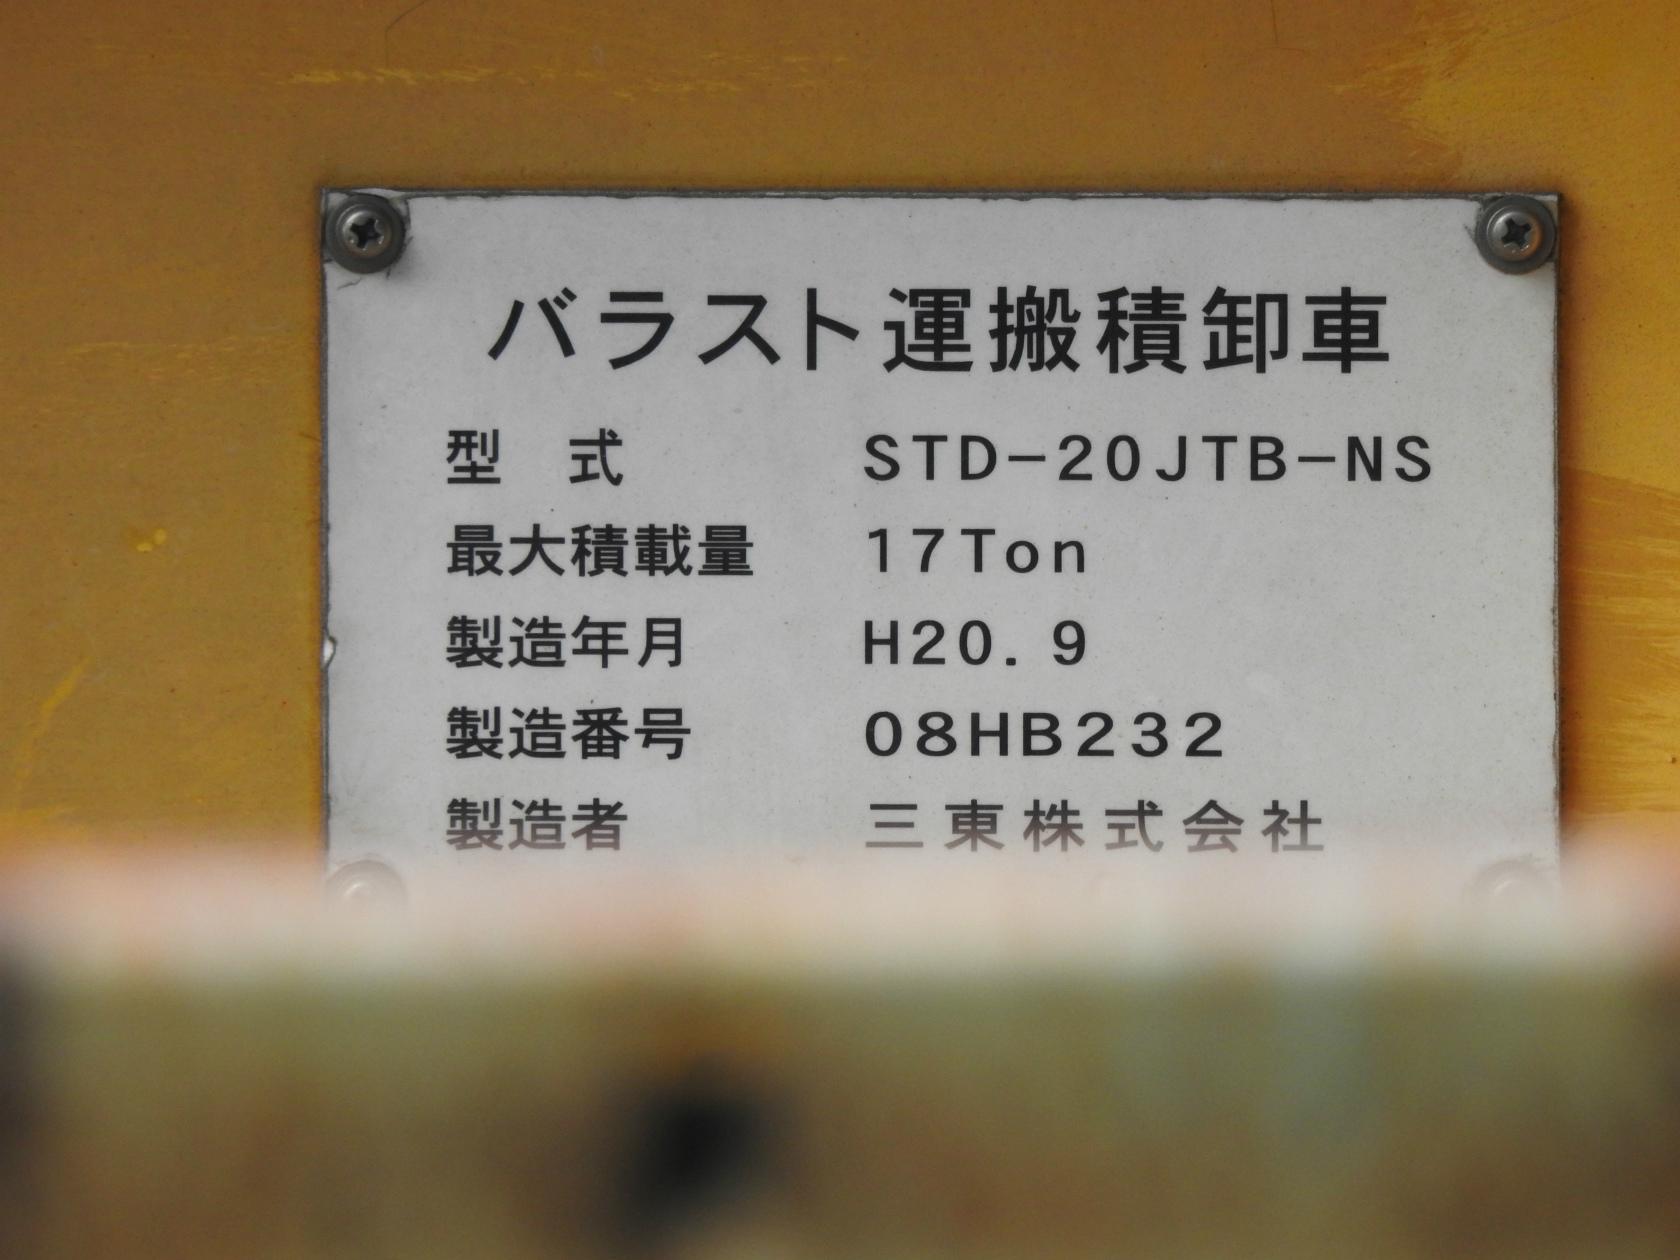 バラスト運搬積卸車
型　式　STD-20JTB-NS
最大積載量　17Ton
製造年月　H20.9
製造番号　08HB232
製造者　三東株式会社